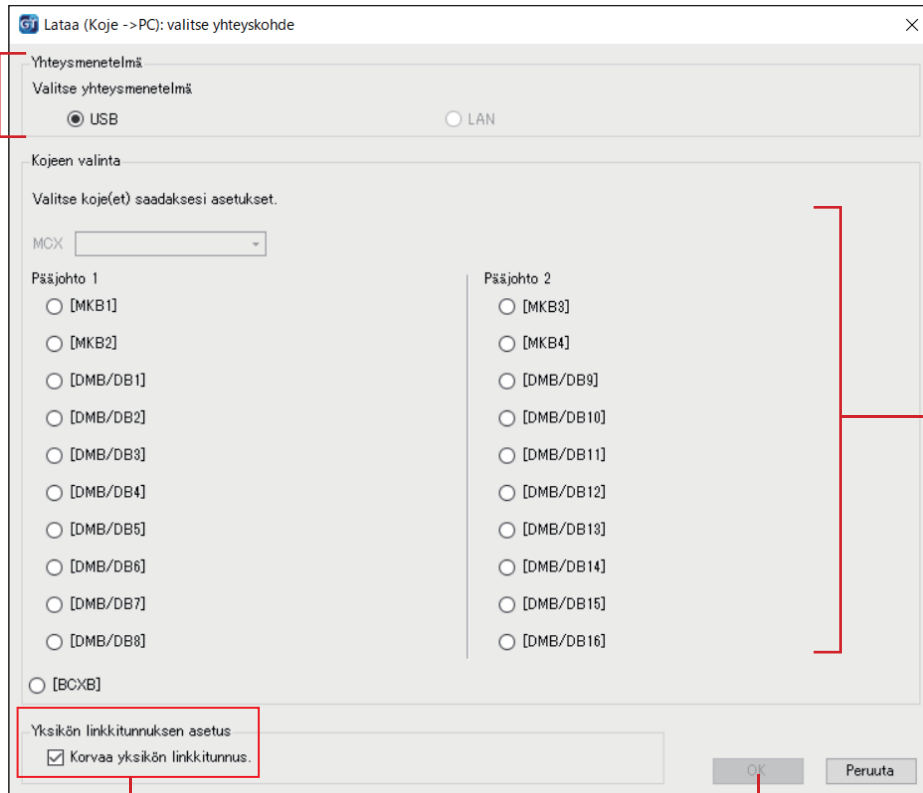 GT Lataa (Koje ->PC): valitse yhteyskohde
Yhteysmenetelmä
Valitse yhteysmenetelmä
USB LAN
Kojeen valinta
Valitse koje(et) saadaksesi asetukset.
MCX
Pääjohto 1 Pääjohto 2
[MKB1] [MKB3]
[MKB2] [MKB4]
[DMB/DB1] [DMB/DB9]
[DMB/DB2] [DMB/DB10]
[DMB/DB3] [DMB/DB11]
[DMB/DB4] [DMB/DB12]
[DMB/DB5] [DMB/DB13]
[DMB/DB6] [DMB/DB14]
[DMB/DB7] [DMB/DB15]
[DMB/DB8] [DMB/DB16]
[BCXB]
Yksikön linkkitunnuksen asetus
Korvaa yksikön linkkitunnus.
OK Peruuta